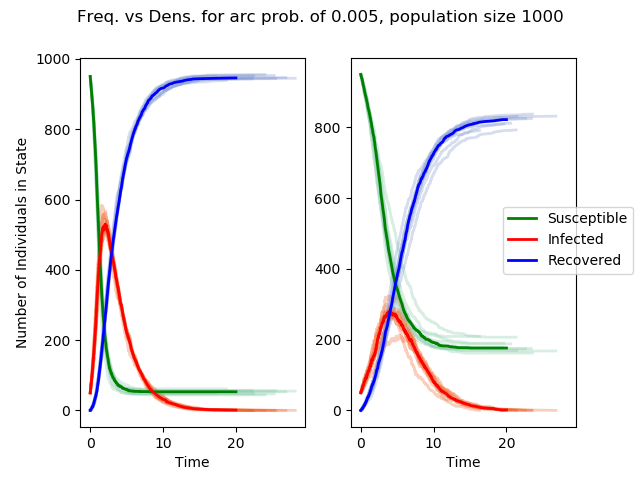 Freq. vs Dens. for arc prob. of 0.005, population size 1000
Number of Individuals in State
1000
800
600
400
200
0
0
10
20
Time
800
600
400
200
0
0
10
20
Time
Susceptible
Infected
Recovered